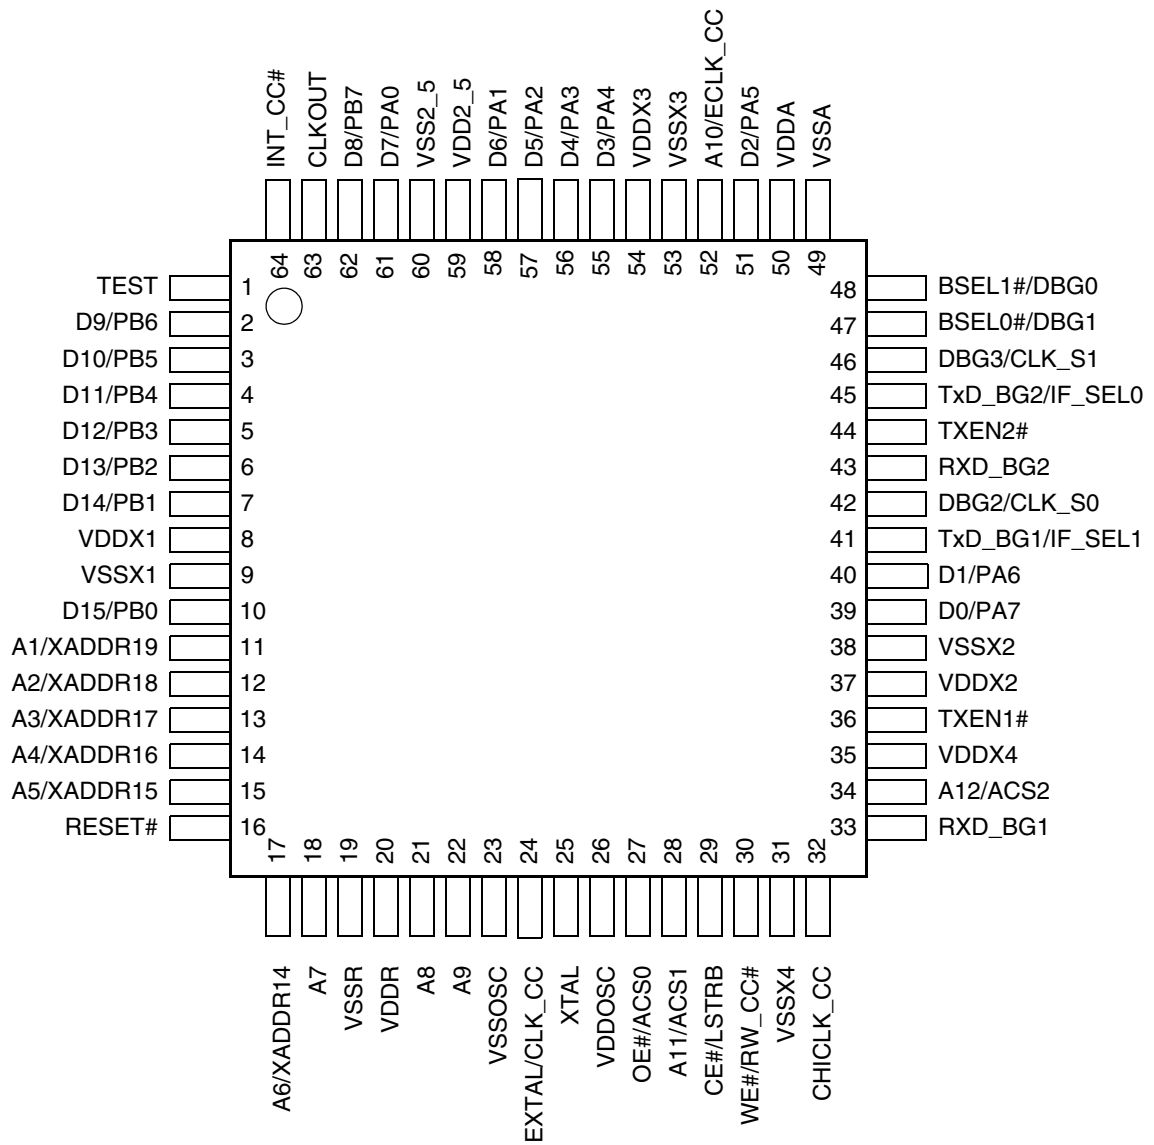 INT_CC#
CLKOUT
D8/PB7
D7/PA0
VSS2_5
VDD2_5
D6/PA1
D5/PA2
D4/PA3
D3/PA4
VDDX3
VSSX3
A10/ECLK_CC
D2/PA5
VDDA
VSSA
64
63
62
61
60
59
58
57
56
55
54
53
52
51
50
49
TEST 1
D9/PB6 2
D10/PB5 3
D11/PB4 4
D12/PB3 5
D13/PB2 6
D14/PB1 7
VDDX1 8
VSSX1 9
D15/PB0 10
A1/XADDR19 11
A2/XADDR18 12
A3/XADDR17 13
A4/XADDR16 14
A5/XADDR15 15
RESET# 16
48 BSEL1#/DBG0
47 BSEL0#/DBG1
46 DBG3/CLK_S1
45 TxD_BG2/IF_SEL0
44 TXEN2#
43 RXD_BG2
42 DBG2/CLK_S0
41 TxD_BG1/IF_SEL1
40 D1/PA6
39 D0/PA7
38 VSSX2
37 VDDX2
36 TXEN1#
35 VDDX4
34 A12/ACS2
33 RXD_BG1
17
18
19
20
21
22
23
24
25
26
27
28
29
30
31
32
A6/XADDR14
A7
VSSR
VDDR
A8
A9
VSSOSC
EXTAL/CLK_CC
XTAL
VDDOSC
OE#/ACS0
A11/ACS1
CE#/LSTRB
WE#/RW_CC#
VSSX4
CHICLK_CC